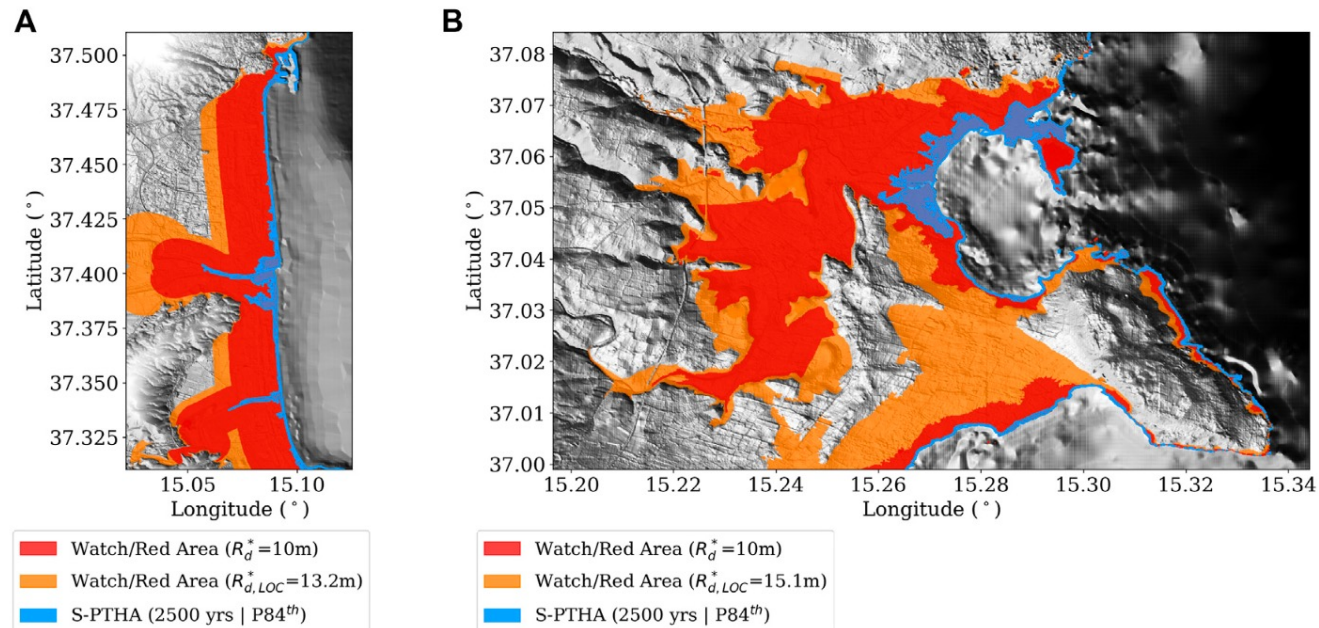 A
37.500
37.475
37.450
37.425
37.400
37.375
37.350
37.325
Latitude (°)
15.05 15.10
Longitude (°)
Watch/Red Area (R*d=10m)
Watch/Red Area (R*d,LOC=13.2m)
S-PTHA (2500 yrs | P84th)
B
37.08
37.07
37.06
37.05
37.04
37.03
37.02
37.01
37.00
Latitude (°)
15.20 15.22 15.24 15.26 15.28 15.30 15.32 15.34
Longitude (°)
Watch/Red Area (R*d=10m)
Watch/Red Area (R*d,LOC=15.1m)
S-PTHA (2500 yrs | P84th)